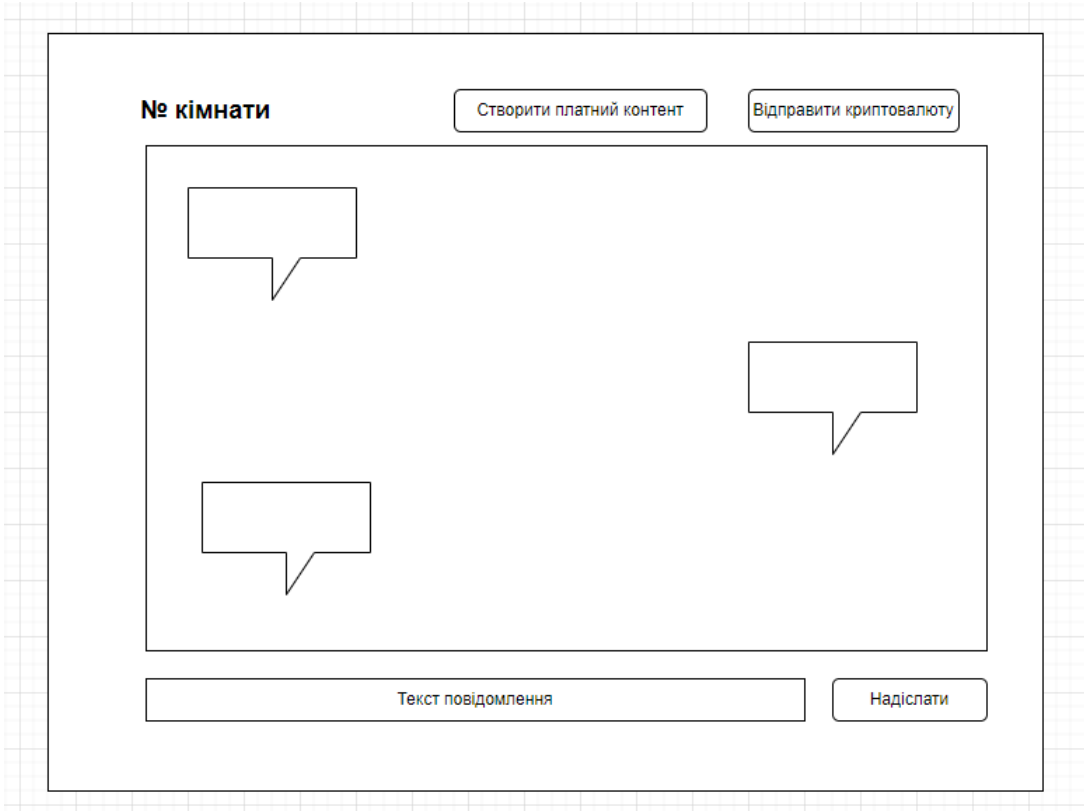 № кімнати
Створити платний контент
Відправити криптовалюту
Текст повідомлення
Надіслати